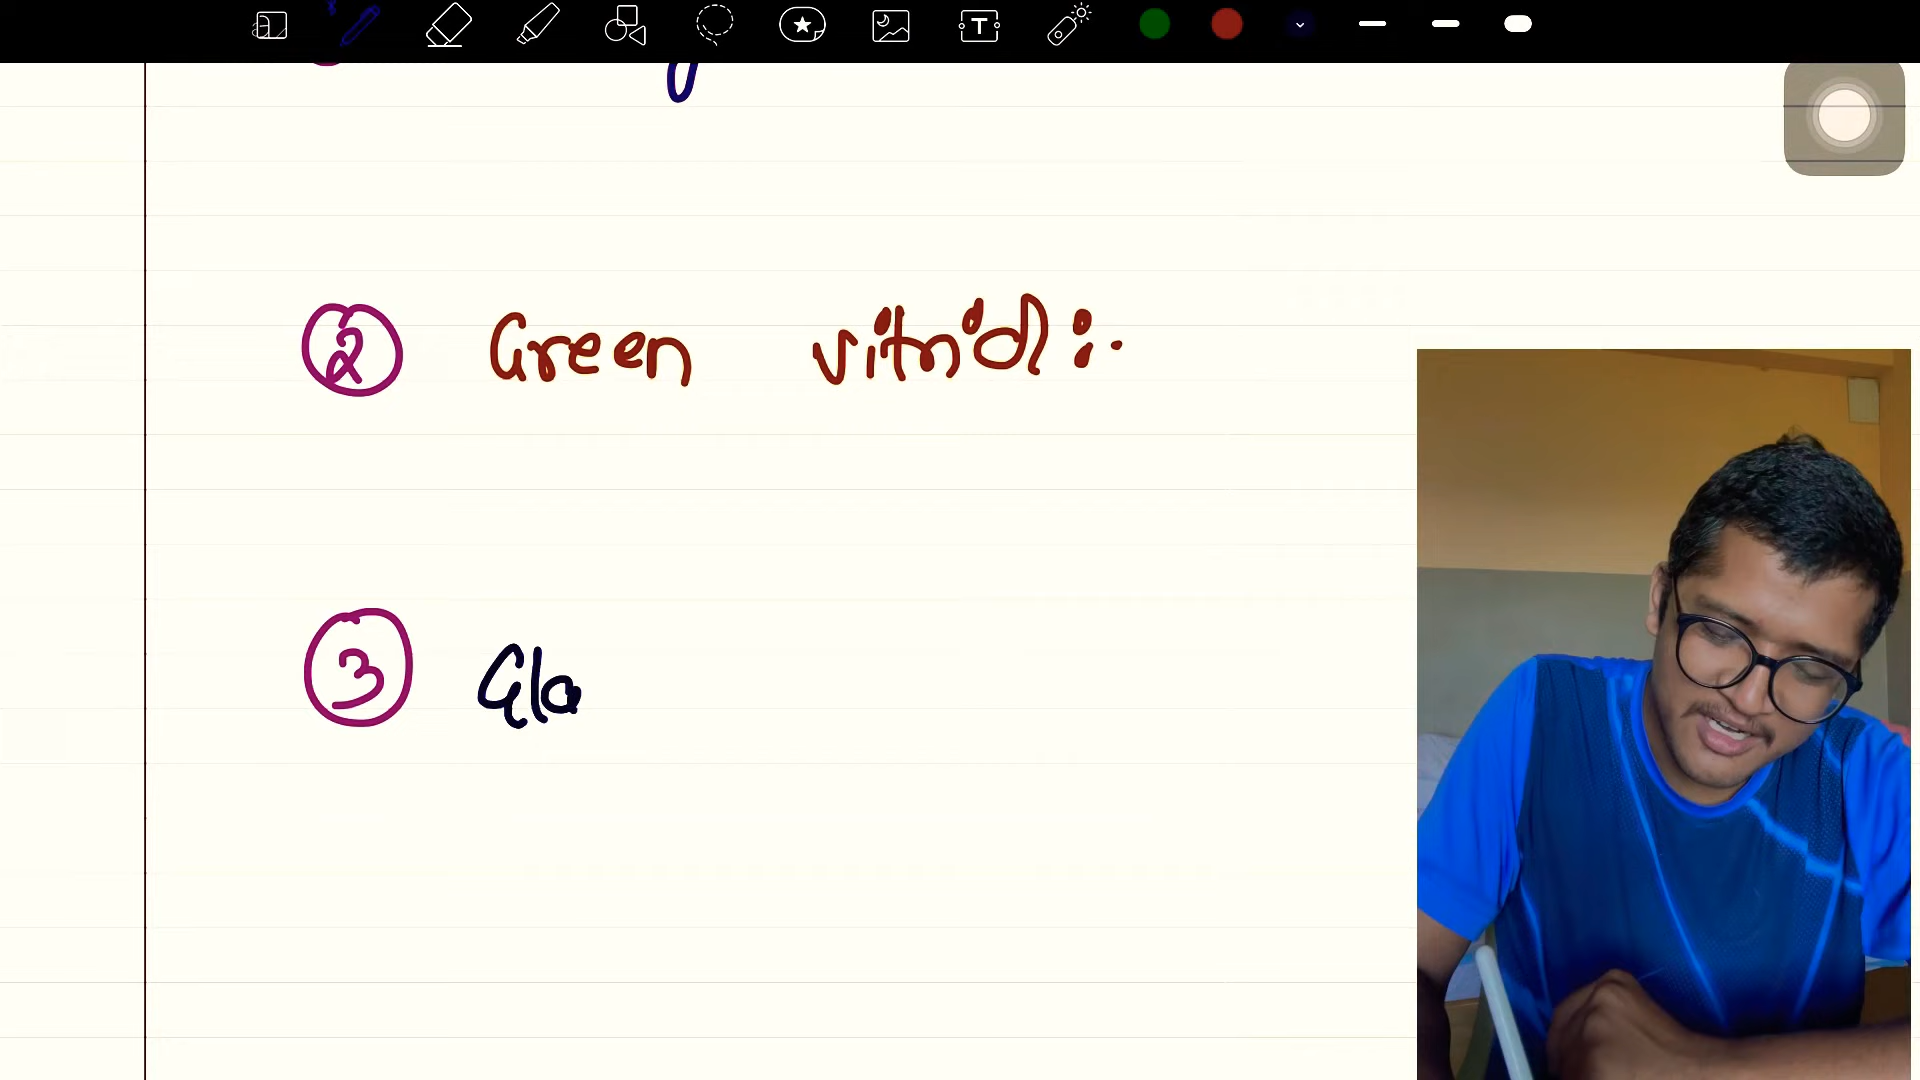 ② Green vitriol :-
③ Gla